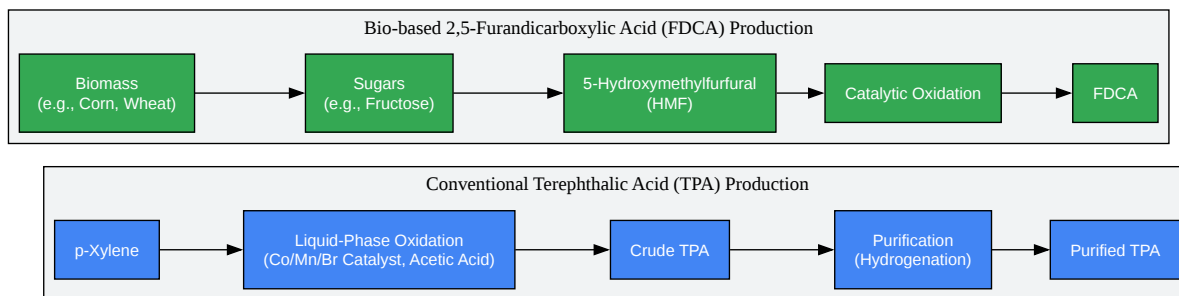 Bio-based 2,5-Furandicarboxylic Acid (FDCA) Production
Biomass
(e.g., Corn, Wheat)
Sugars
(e.g., Fructose)
5-Hydroxymethylfurfural
(HMF)
Catalytic Oxidation
FDCA
Conventional Terephthalic Acid (TPA) Production
p-Xylene
Liquid-Phase Oxidation
(Co/Mn/Br Catalyst, Acetic Acid)
Crude TPA
Purification
(Hydrogenation)
Purified TPA